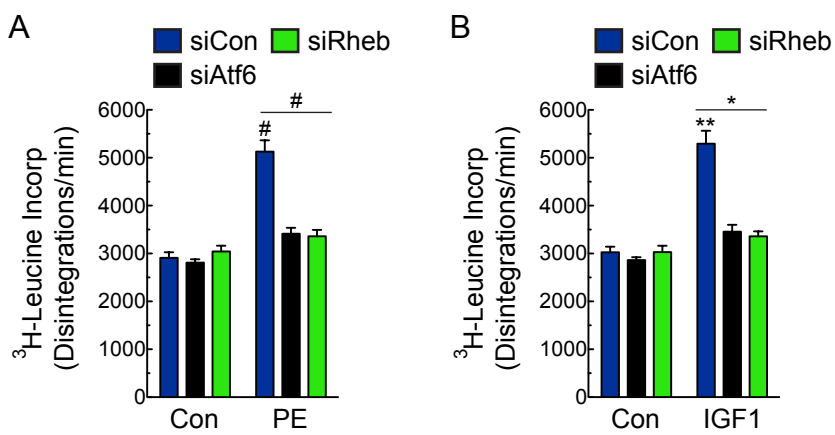 A
siCon
siRheb
siAtf6
³H-Leucine Incorp
(Disintegrations/min)
6000
5000
4000
3000
2000
1000
0
#
#
Con
PE
B
siCon
siRheb
siAtf6
³H-Leucine Incorp
(Disintegrations/min)
6000
5000
4000
3000
2000
1000
0
*
**
Con
IGF1